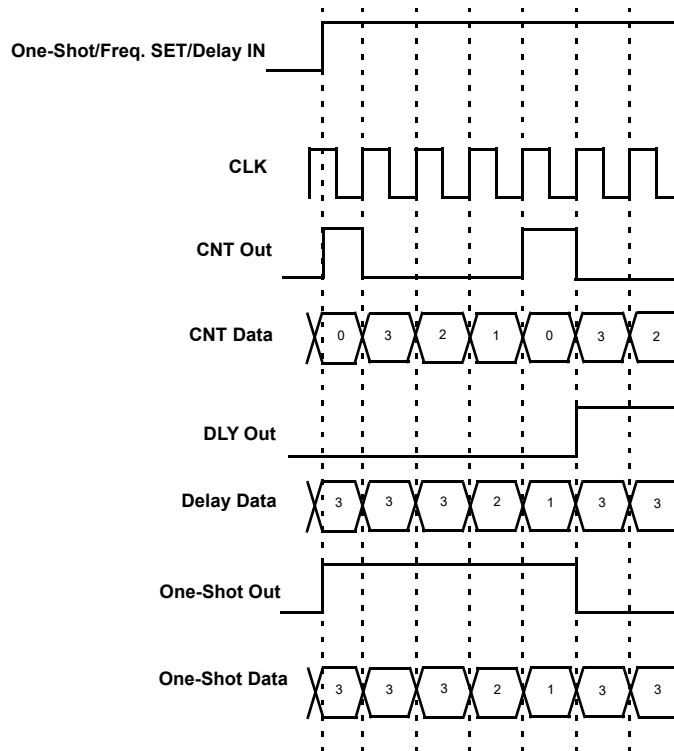 One-Shot/Freq. SET/Delay IN
CLK
CNT Out
CNT Data 0 3 2 1 0 3 2
DLY Out
Delay Data 3 3 3 2 1 3 3
One-Shot Out
One-Shot Data 3 3 3 2 1 3 3